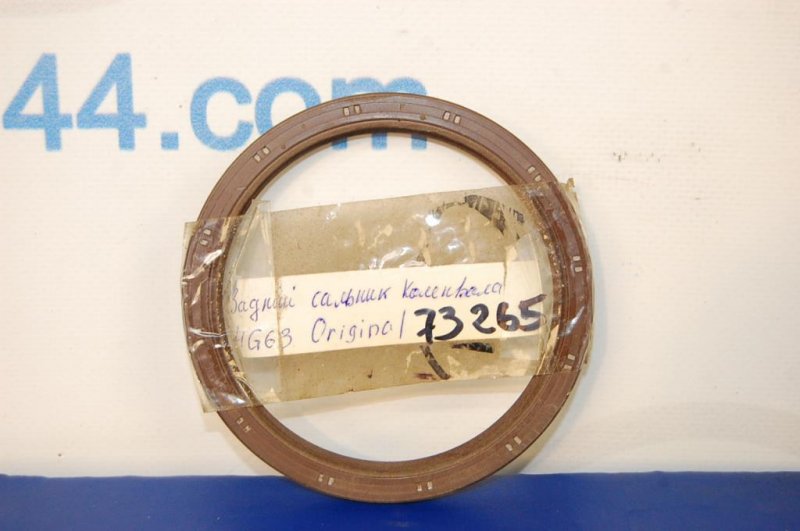 44.com
Задний сальник Коленвала
4G63 Original 73265